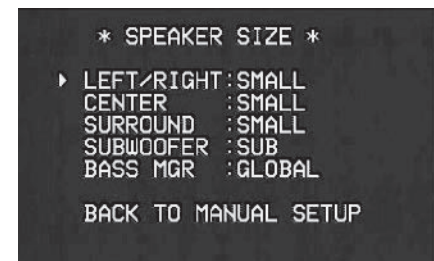 * SPEAKER SIZE *
LEFT/RIGHT:SMALL
CENTER :SMALL
SURROUND :SMALL
SUBWOOFER :SUB
BASS MGR :GLOBAL
BACK TO MANUAL SETUP